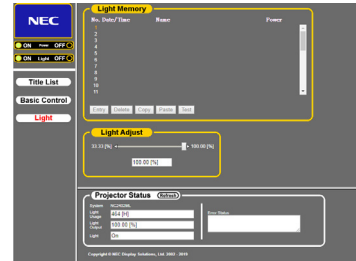 NEC
ON Power OFF
ON Light OFF
Title List
Basic Control
Light
Light Memory
No. Date/Time Name Power
1
2
3
4
5
6
7
8
9
10
11
Entry Delete Copy Paste Test
Light Adjust
33.33 [%] 100.00 [%]
100.00 [%]
Projector Status (Refresh)
System
Light Usage 464 [H]
Light Output 100.00 [%]
Light On
Error Status
Copyright © NEC Display Solutions, Ltd. 2003 - 2019